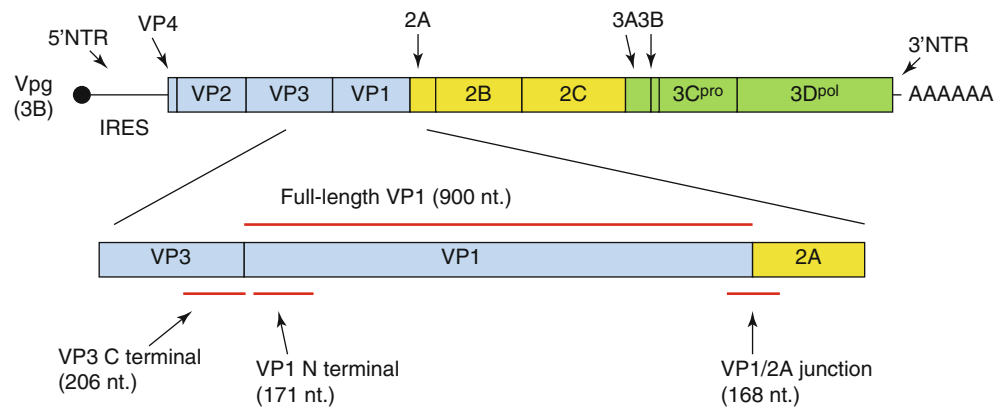 2A
3A3B
VP4
5'NTR
3'NTR
Vpg
(3B)
VP2
VP3
VP1
2B
2C
3Cpro
3Dpol
AAAAAA
IRES
Full-length VP1 (900 nt.)
VP3
VP1
2A
VP3 C terminal
(206 nt.)
VP1 N terminal
(171 nt.)
VP1/2A junction
(168 nt.)